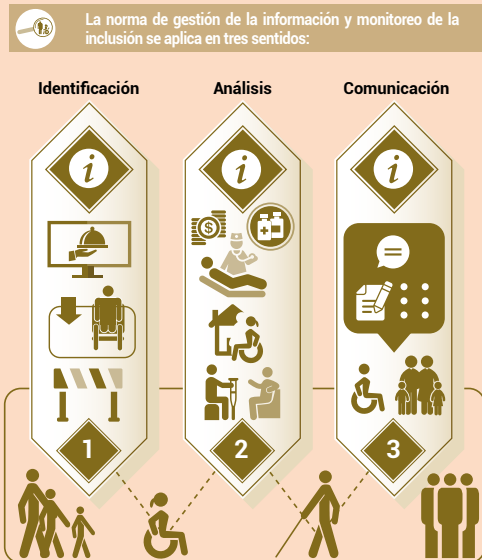 La norma de gestión de la información y monitoreo de la
inclusión se aplica en tres sentidos:
Identificación
Análisis
Comunicación
i
i
i
$
1
2
3